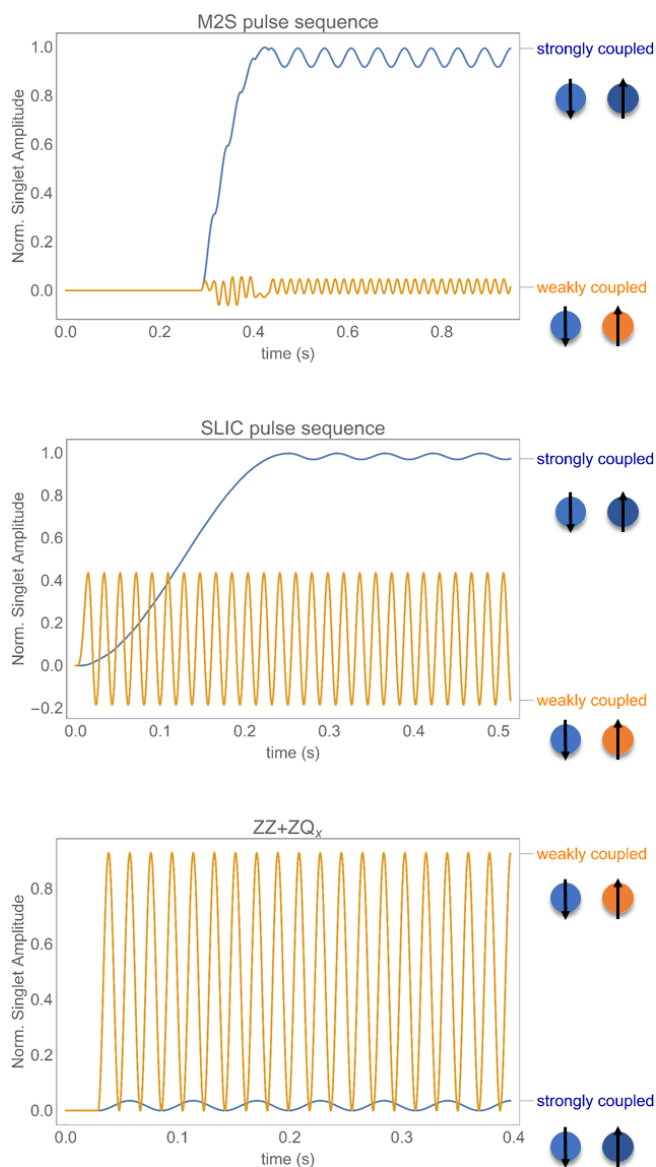 M2S pulse sequence
1.0
0.8
0.6
0.4
0.2
0.0
Norm. Singlet Amplitude
0.0 0.2 0.4 0.6 0.8
time (s)
strongly coupled
weakly coupled
SLIC pulse sequence
1.0
0.8
0.6
0.4
0.2
0.0
−0.2
Norm. Singlet Amplitude
0.0 0.1 0.2 0.3 0.4 0.5
time (s)
strongly coupled
weakly coupled
ZZ+ZQx
0.8
0.6
0.4
0.2
0.0
Norm. Singlet Amplitude
0.0 0.1 0.2 0.3 0.4
time (s)
weakly coupled
strongly coupled